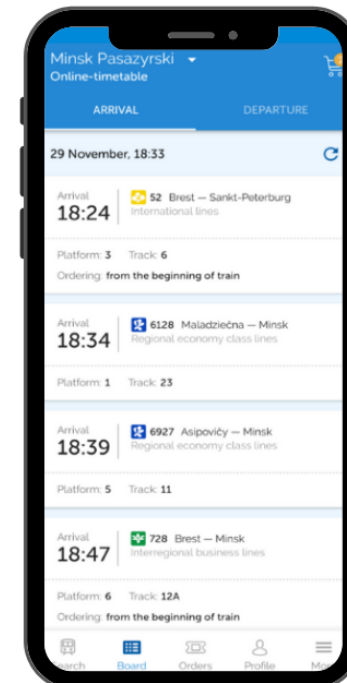 Minsk Pasazyrski
Online-timetable
ARRIVAL DEPARTURE
29 November, 18:33
Arrival
18:24
52 Brest — Sankt-Peterburg
International lines
Platform: 3 Track: 6
Ordering: from the beginning of train
Arrival
18:34
6128 Maladziečna — Minsk
Regional economy class lines
Platform: 1 Track: 23
Arrival
18:39
6927 Asipovičy — Minsk
Regional economy class lines
Platform: 5 Track: 11
Arrival
18:47
728 Brest — Minsk
Interregional business lines
Platform: 6 Track: 12A
Ordering: from the beginning of train
Board Orders Profile